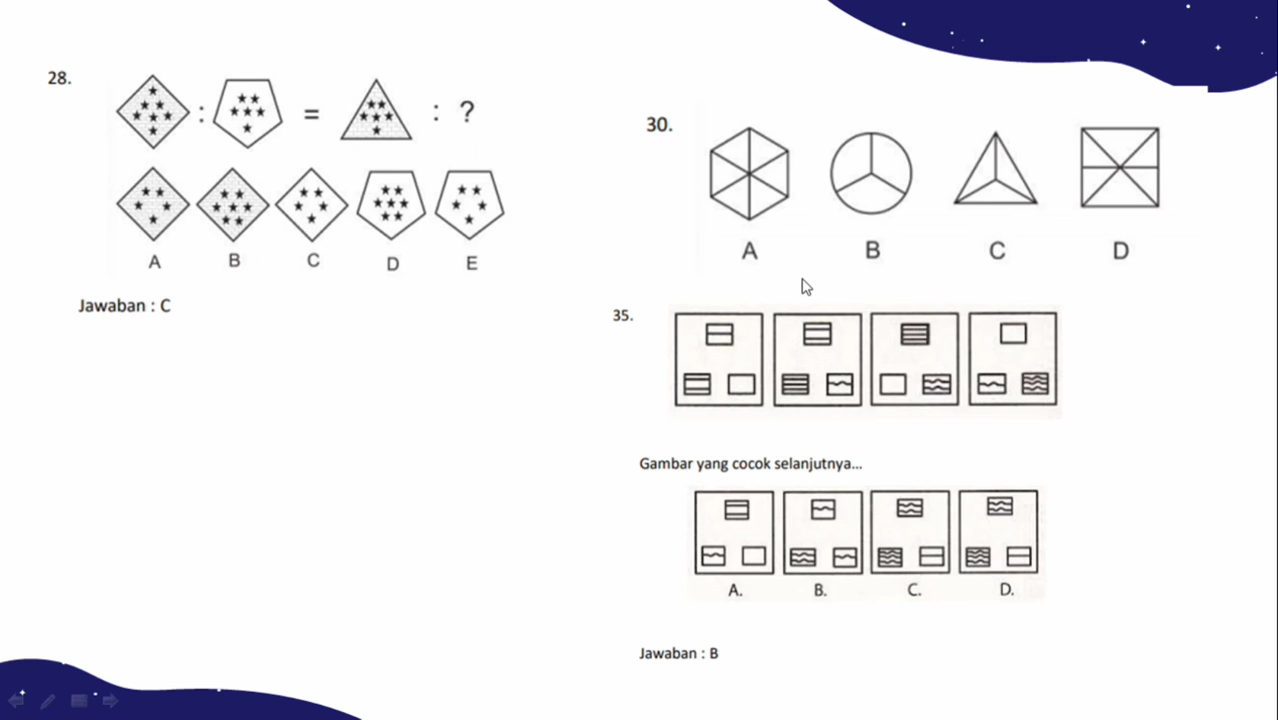 28.
: = : ?
A B C D E
Jawaban : C
30.
A B C D
35.
Gambar yang cocok selanjutnya...
A. B. C. D.
Jawaban : B